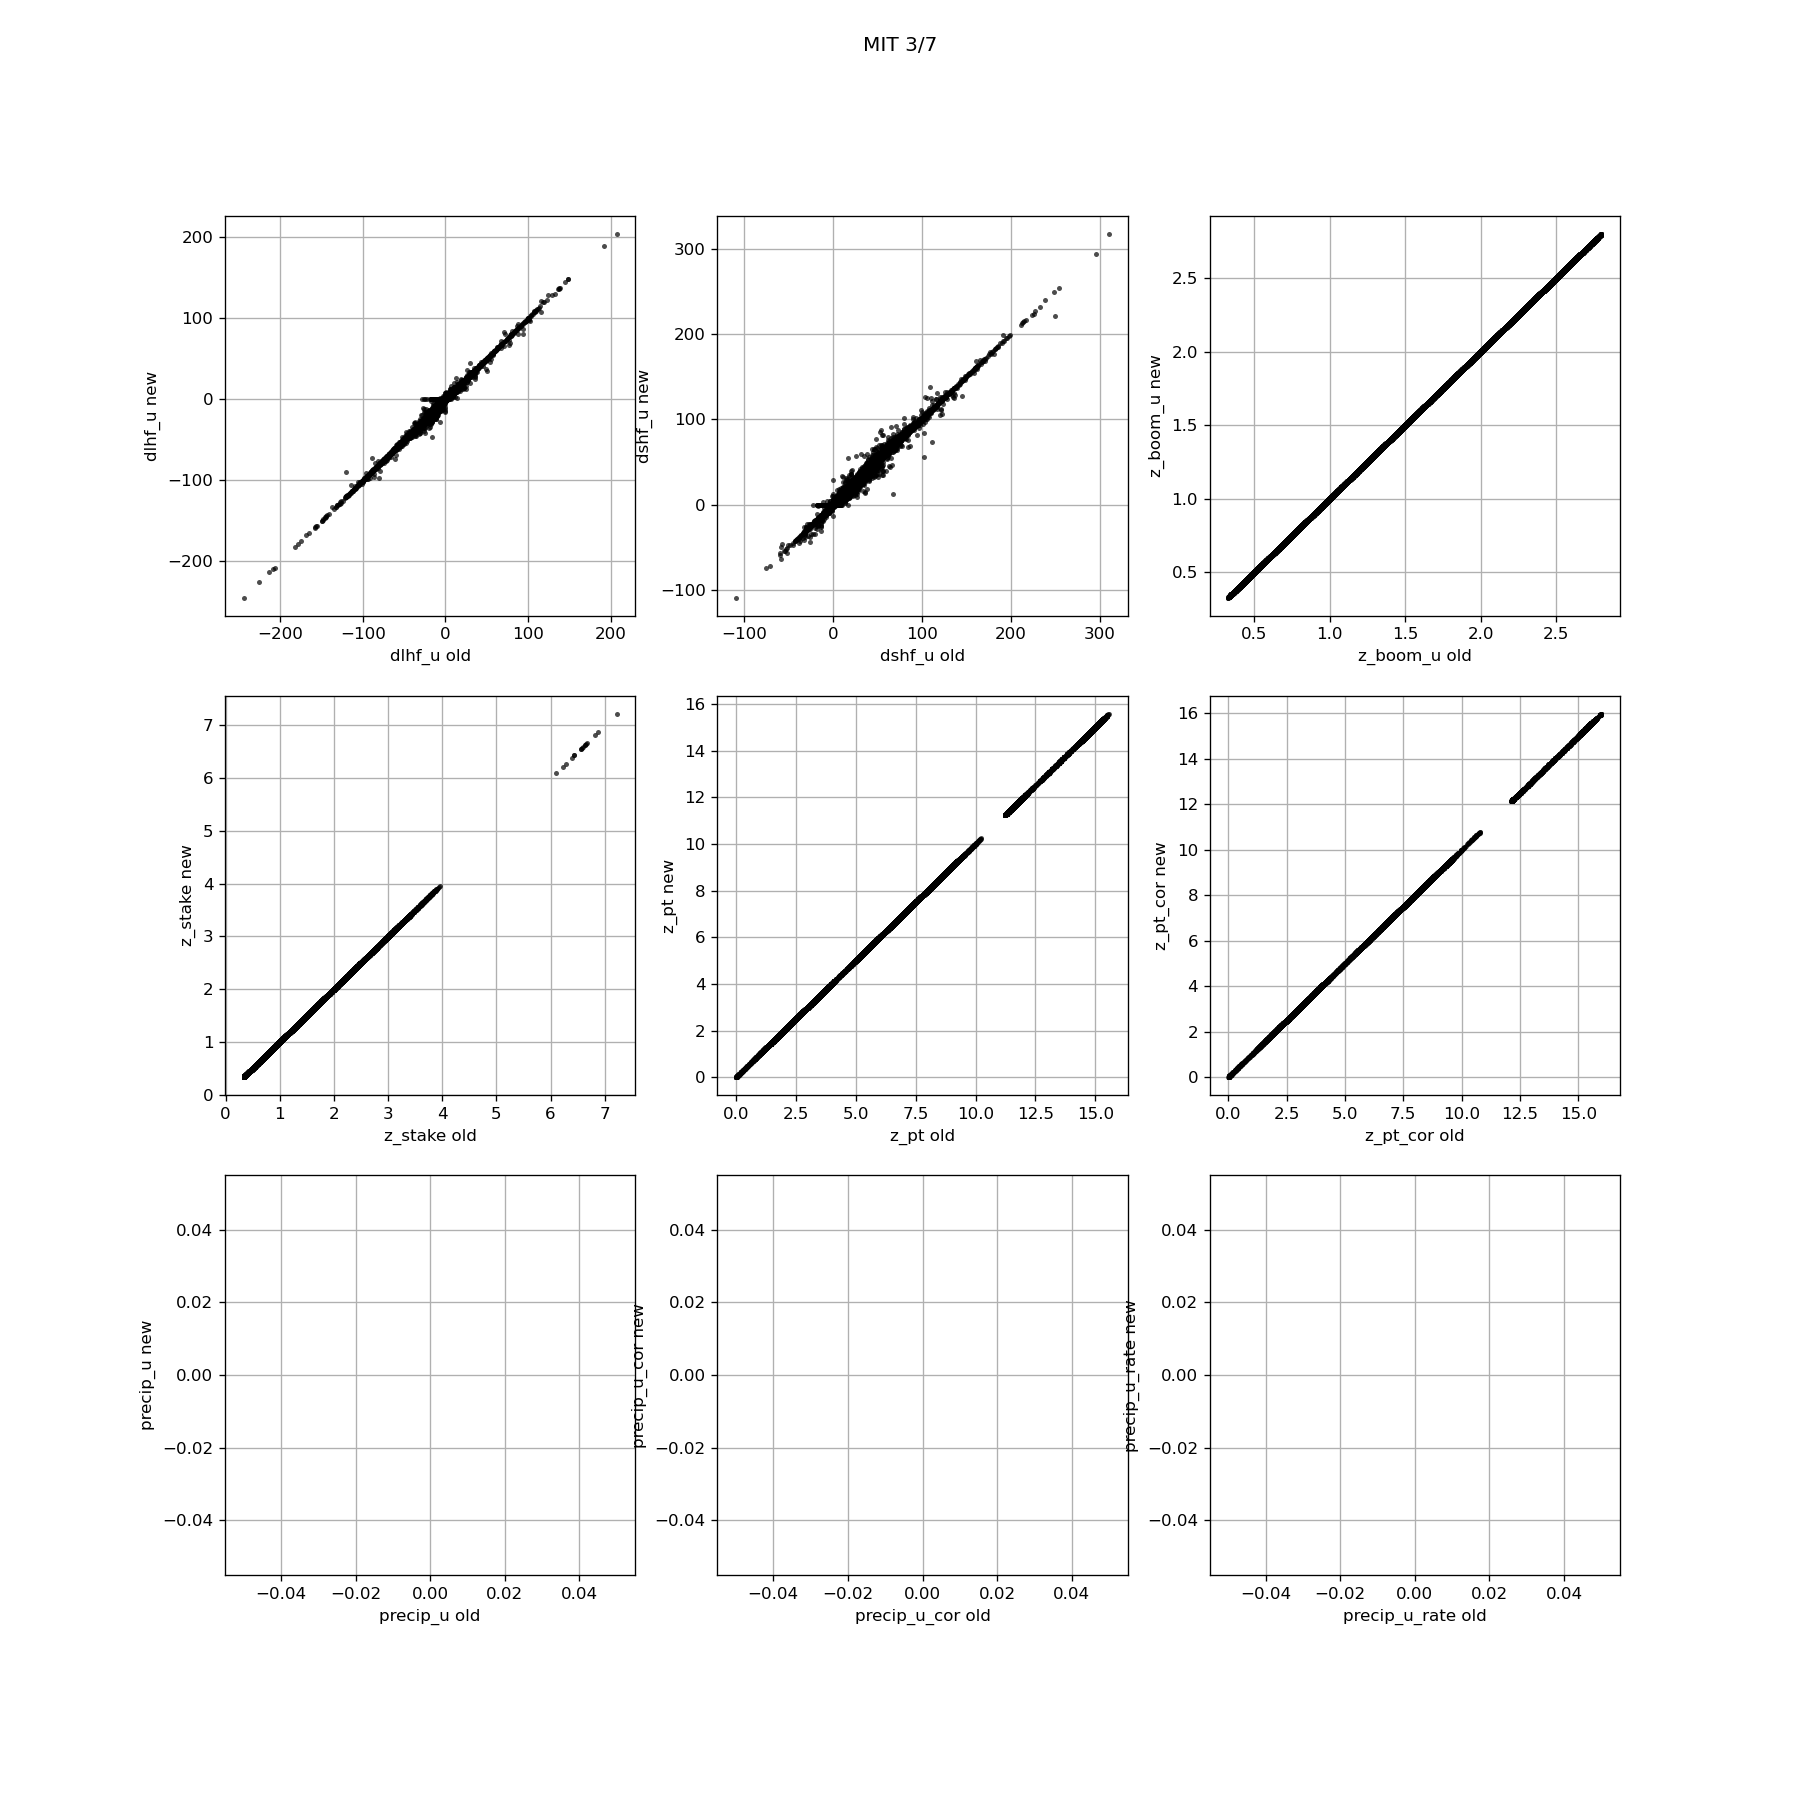 MIT 3/7
200
100
0
−100
−200
dlhf_u new
−200 −100 0 100 200
dlhf_u old
300
200
100
0
−100
dshf_u new
−100 0 100 200 300
dshf_u old
2.5
2.0
1.5
1.0
0.5
z_boom_u new
0.5 1.0 1.5 2.0 2.5
z_boom_u old
7
6
5
4
3
2
1
0
z_stake new
0 1 2 3 4 5 6 7
z_stake old
16
14
12
10
8
6
4
2
0
z_pt new
0.0 2.5 5.0 7.5 10.0 12.5 15.0
z_pt old
16
14
12
10
8
6
4
2
0
z_pt_cor new
0.0 2.5 5.0 7.5 10.0 12.5 15.0
z_pt_cor old
0.04
0.02
0.00
−0.02
−0.04
precip_u new
−0.04 −0.02 0.00 0.02 0.04
precip_u old
0.04
0.02
0.00
−0.02
−0.04
precip_u_cor new
−0.04 −0.02 0.00 0.02 0.04
precip_u_cor old
0.04
0.02
0.00
−0.02
−0.04
precip_u_rate new
−0.04 −0.02 0.00 0.02 0.04
precip_u_rate old